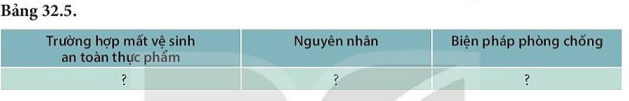 Bảng 32.5.
Trường hợp mất vệ sinh an toàn thực phẩm Nguyên nhân Biện pháp phòng chống
? ? ?